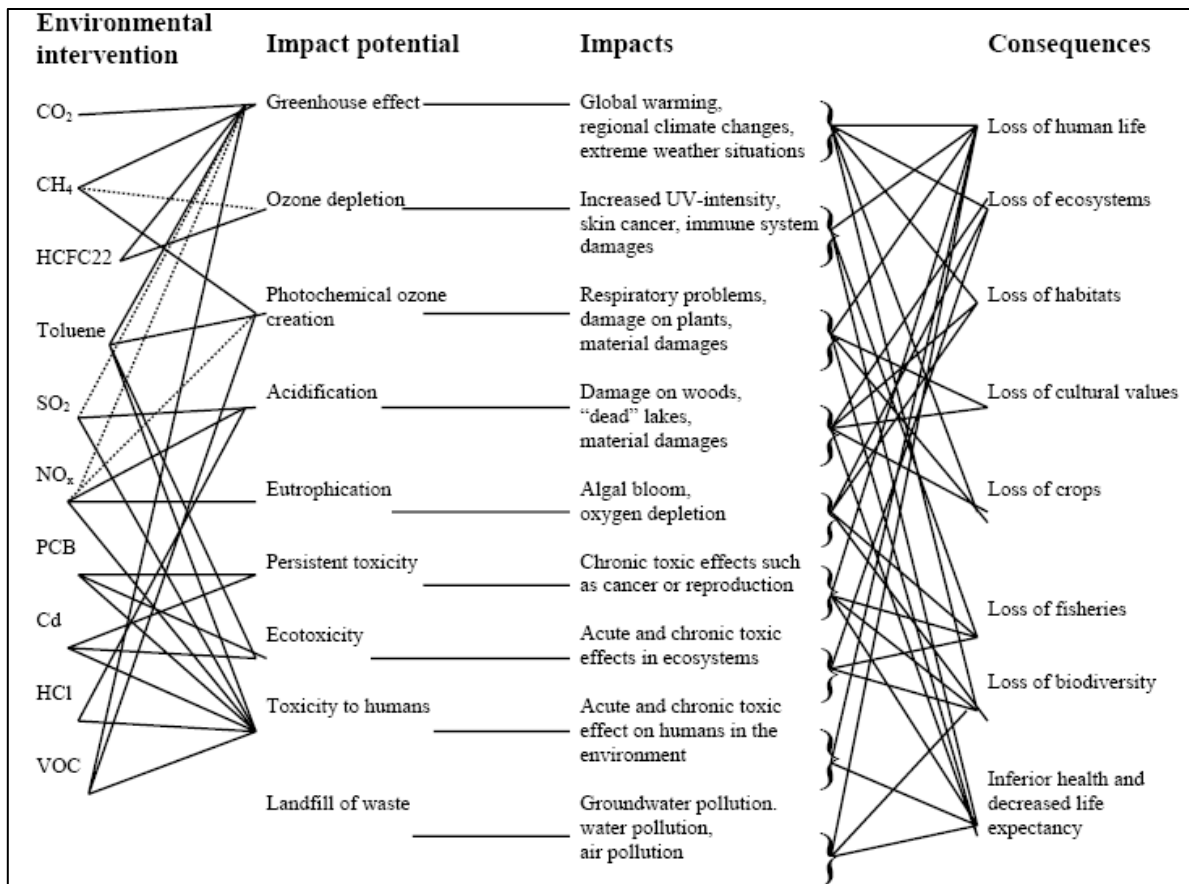 Environmental
intervention
Impact potential
Impacts
Consequences
CO₂
CH₄
HCFC22
Toluene
SO₂
NOₓ
PCB
Cd
HCl
VOC
Greenhouse effect
Ozone depletion
Photochemical ozone
creation
Acidification
Eutrophication
Persistent toxicity
Ecotoxicity
Toxicity to humans
Landfill of waste
Global warming,
regional climate changes,
extreme weather situations
Increased UV-intensity,
skin cancer, immune system
damages
Respiratory problems,
damage on plants,
material damages
Damage on woods,
“dead” lakes,
material damages
Algal bloom,
oxygen depletion
Chronic toxic effects such
as cancer or reproduction
Acute and chronic toxic
effects in ecosystems
Acute and chronic toxic
effect on humans in the
environment
Groundwater pollution.
water pollution,
air pollution
Loss of human life
Loss of ecosystems
Loss of habitats
Loss of cultural values
Loss of crops
Loss of fisheries
Loss of biodiversity
Inferior health and
decreased life
expectancy